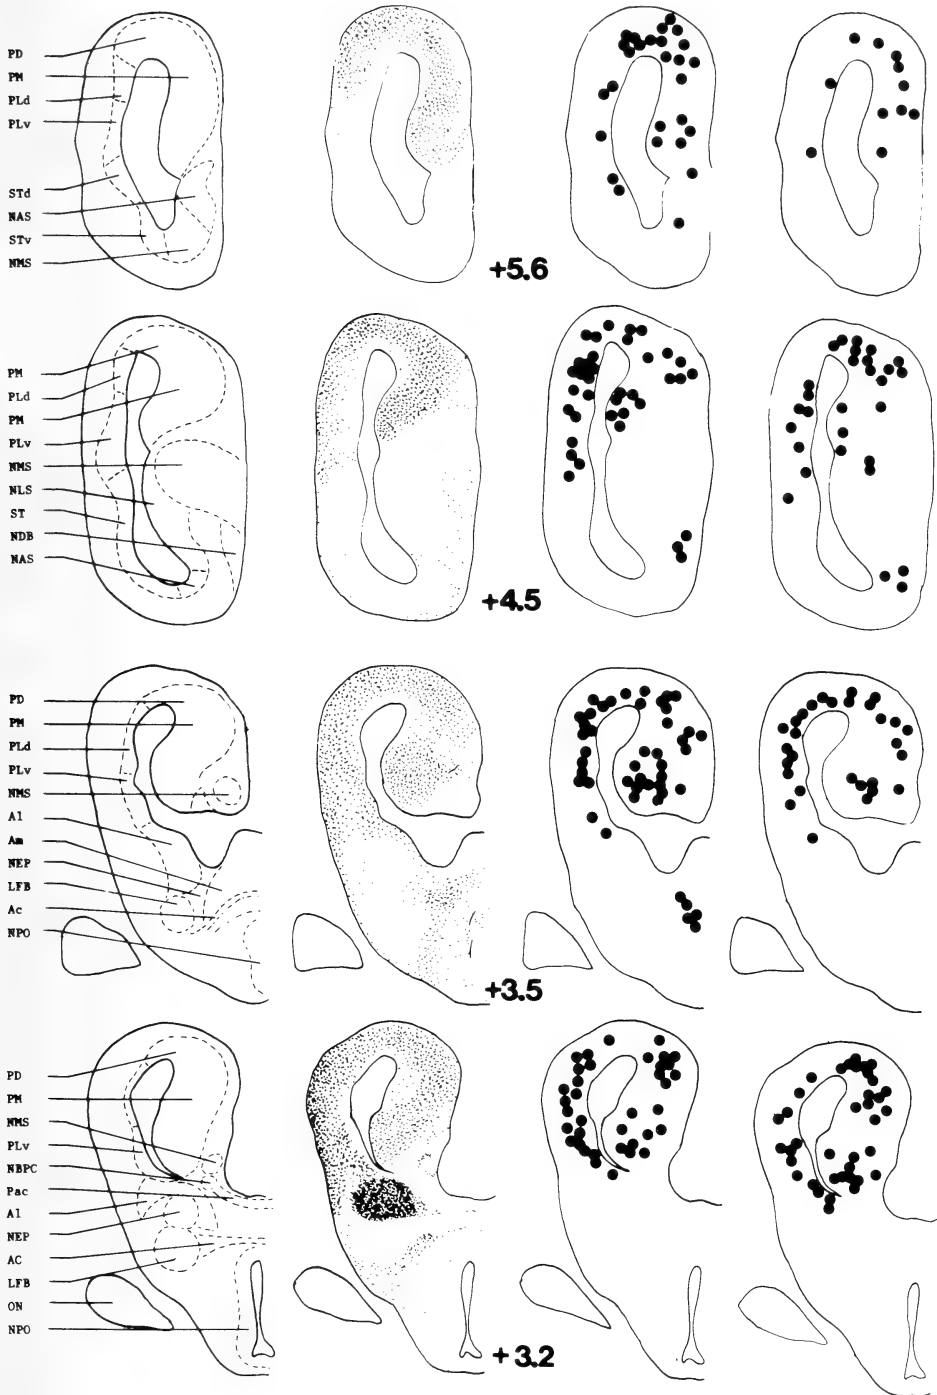 PD
PM
PLd
PLv
STd
NAS
STv
NMS
+5.6
PM
PLd
PM
PLv
NMS
NLS
ST
NDB
NAS
+4.5
PD
PM
PLd
PLv
NMS
Al
Am
NEP
LFB
Ac
NPO
+3.5
PD
PM
NMS
PLv
NBPC
Pac
Al
NEP
AC
LFB
ON
NPO
+3.2